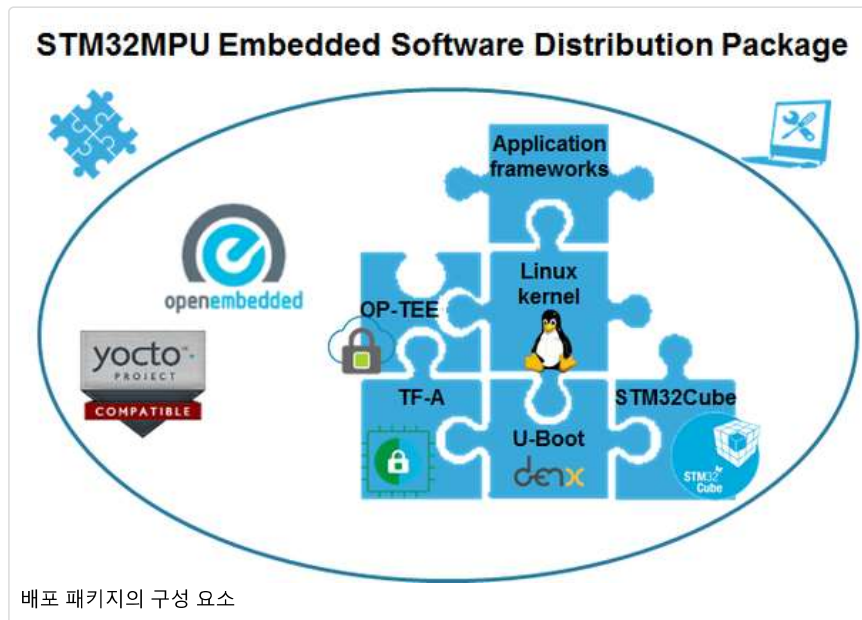 STM32MPU Embedded Software Distribution Package
Application
frameworks
openembedded
Linux
kernel
OP-TEE
yocto
PROJECT
COMPATIBLE
TF-A
STM32Cube
U-Boot
denx
STM32
Cube
배포 패키지의 구성 요소